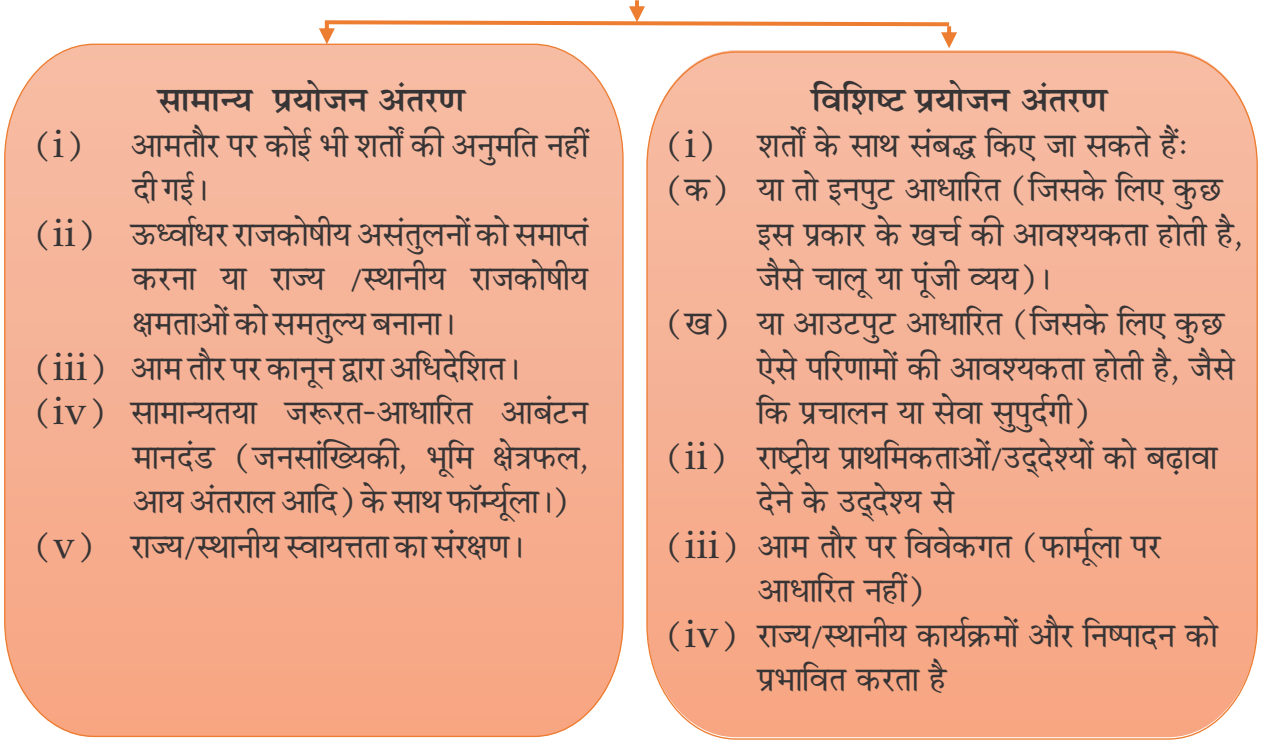 सामान्य प्रयोजन अंतरण
(i) आमतौर पर कोई भी शर्तों की अनुमति नहीं
दी गई।
(ii) ऊर्ध्वाधर राजकोषीय असंतुलनों को समाप्त
करना या राज्य /स्थानीय राजकोषीय
क्षमताओं को समतुल्य बनाना।
(iii) आम तौर पर कानून द्वारा अधिदेशित।
(iv) सामान्यतया जरूरत-आधारित आबंटन
मानदंड (जनसांख्यिकी, भूमि क्षेत्रफल,
आय अंतराल आदि) के साथ फॉर्म्यूला।)
(v) राज्य/स्थानीय स्वायत्तता का संरक्षण।
विशिष्ट प्रयोजन अंतरण
(i) शर्तों के साथ संबद्ध किए जा सकते हैंः
(क) या तो इनपुट आधारित (जिसके लिए कुछ
इस प्रकार के खर्च की आवश्यकता होती है,
जैसे चालू या पूंजी व्यय)।
(ख) या आउटपुट आधारित (जिसके लिए कुछ
ऐसे परिणामों की आवश्यकता होती है, जैसे
कि प्रचालन या सेवा सुपुर्दगी)
(ii) राष्ट्रीय प्राथमिकताओं/उद्देश्यों को बढ़ावा
देने के उद्देश्य से
(iii) आम तौर पर विवेकगत (फार्मूला पर
आधारित नहीं)
(iv) राज्य/स्थानीय कार्यक्रमों और निष्पादन को
प्रभावित करता है